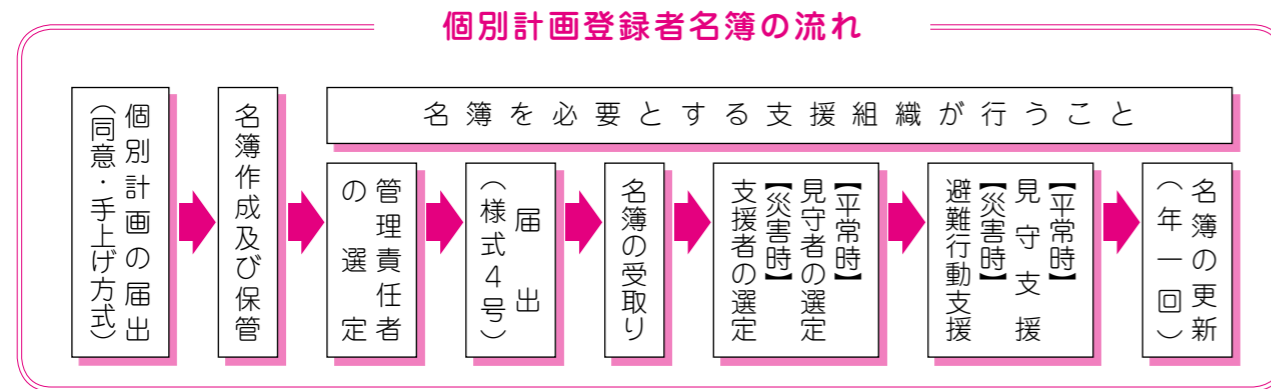 個別計画登録者名簿の流れ
個別計画の届出
（同意・手上げ方式）
名簿作成及び保管
名簿を必要とする支援組織が行うこと
管理責任者
の選定
届出
（様式４号）
名簿の受取り
【平常時】
見守者の選定
【災害時】
支援者の選定
【平常時】
見守支援
【災害時】
避難行動支援
名簿の更新
（年一回）